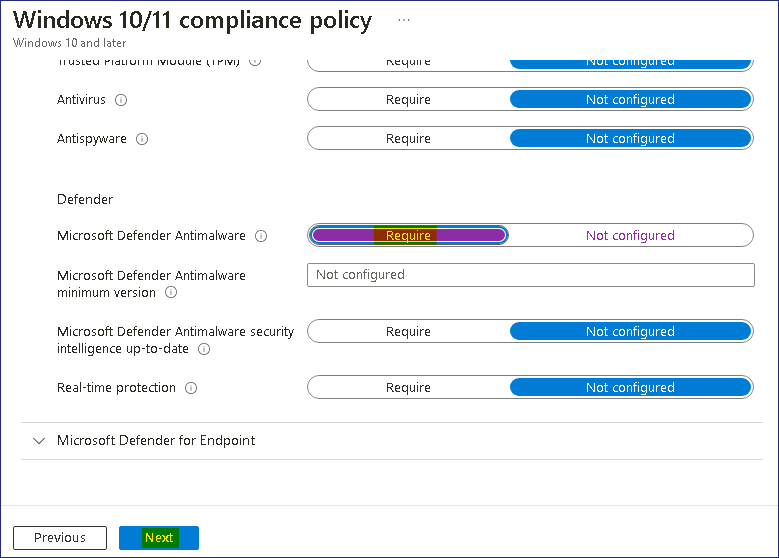 Windows 10/11 compliance policy ...
Windows 10 and later
Trusted Platform Module (TPM) Require Not configured
Antivirus Require Not configured
Antispyware Require Not configured
Defender
Microsoft Defender Antimalware Require Not configured
Microsoft Defender Antimalware
minimum version Not configured
Microsoft Defender Antimalware security
intelligence up-to-date Require Not configured
Real-time protection Require Not configured
Microsoft Defender for Endpoint
Previous Next